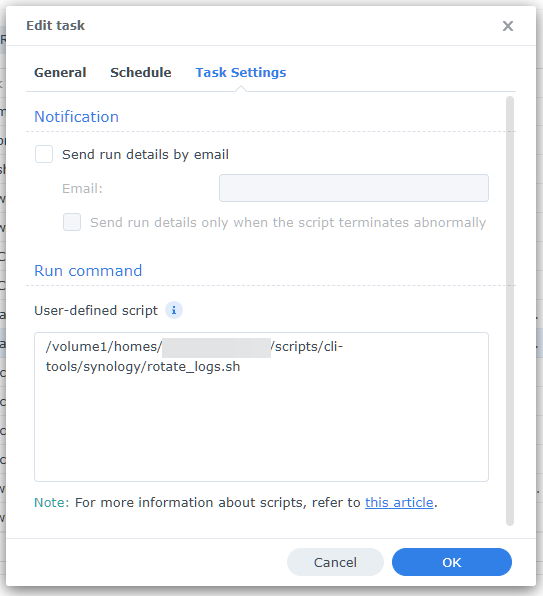 Edit task
General Schedule Task Settings
Notification
Send run details by email
Email:
Send run details only when the script terminates abnormally
Run command
User-defined script
/volume1/homes/ /scripts/cli-
tools/synology/rotate_logs.sh
Note: For more information about scripts, refer to this article.
Cancel OK